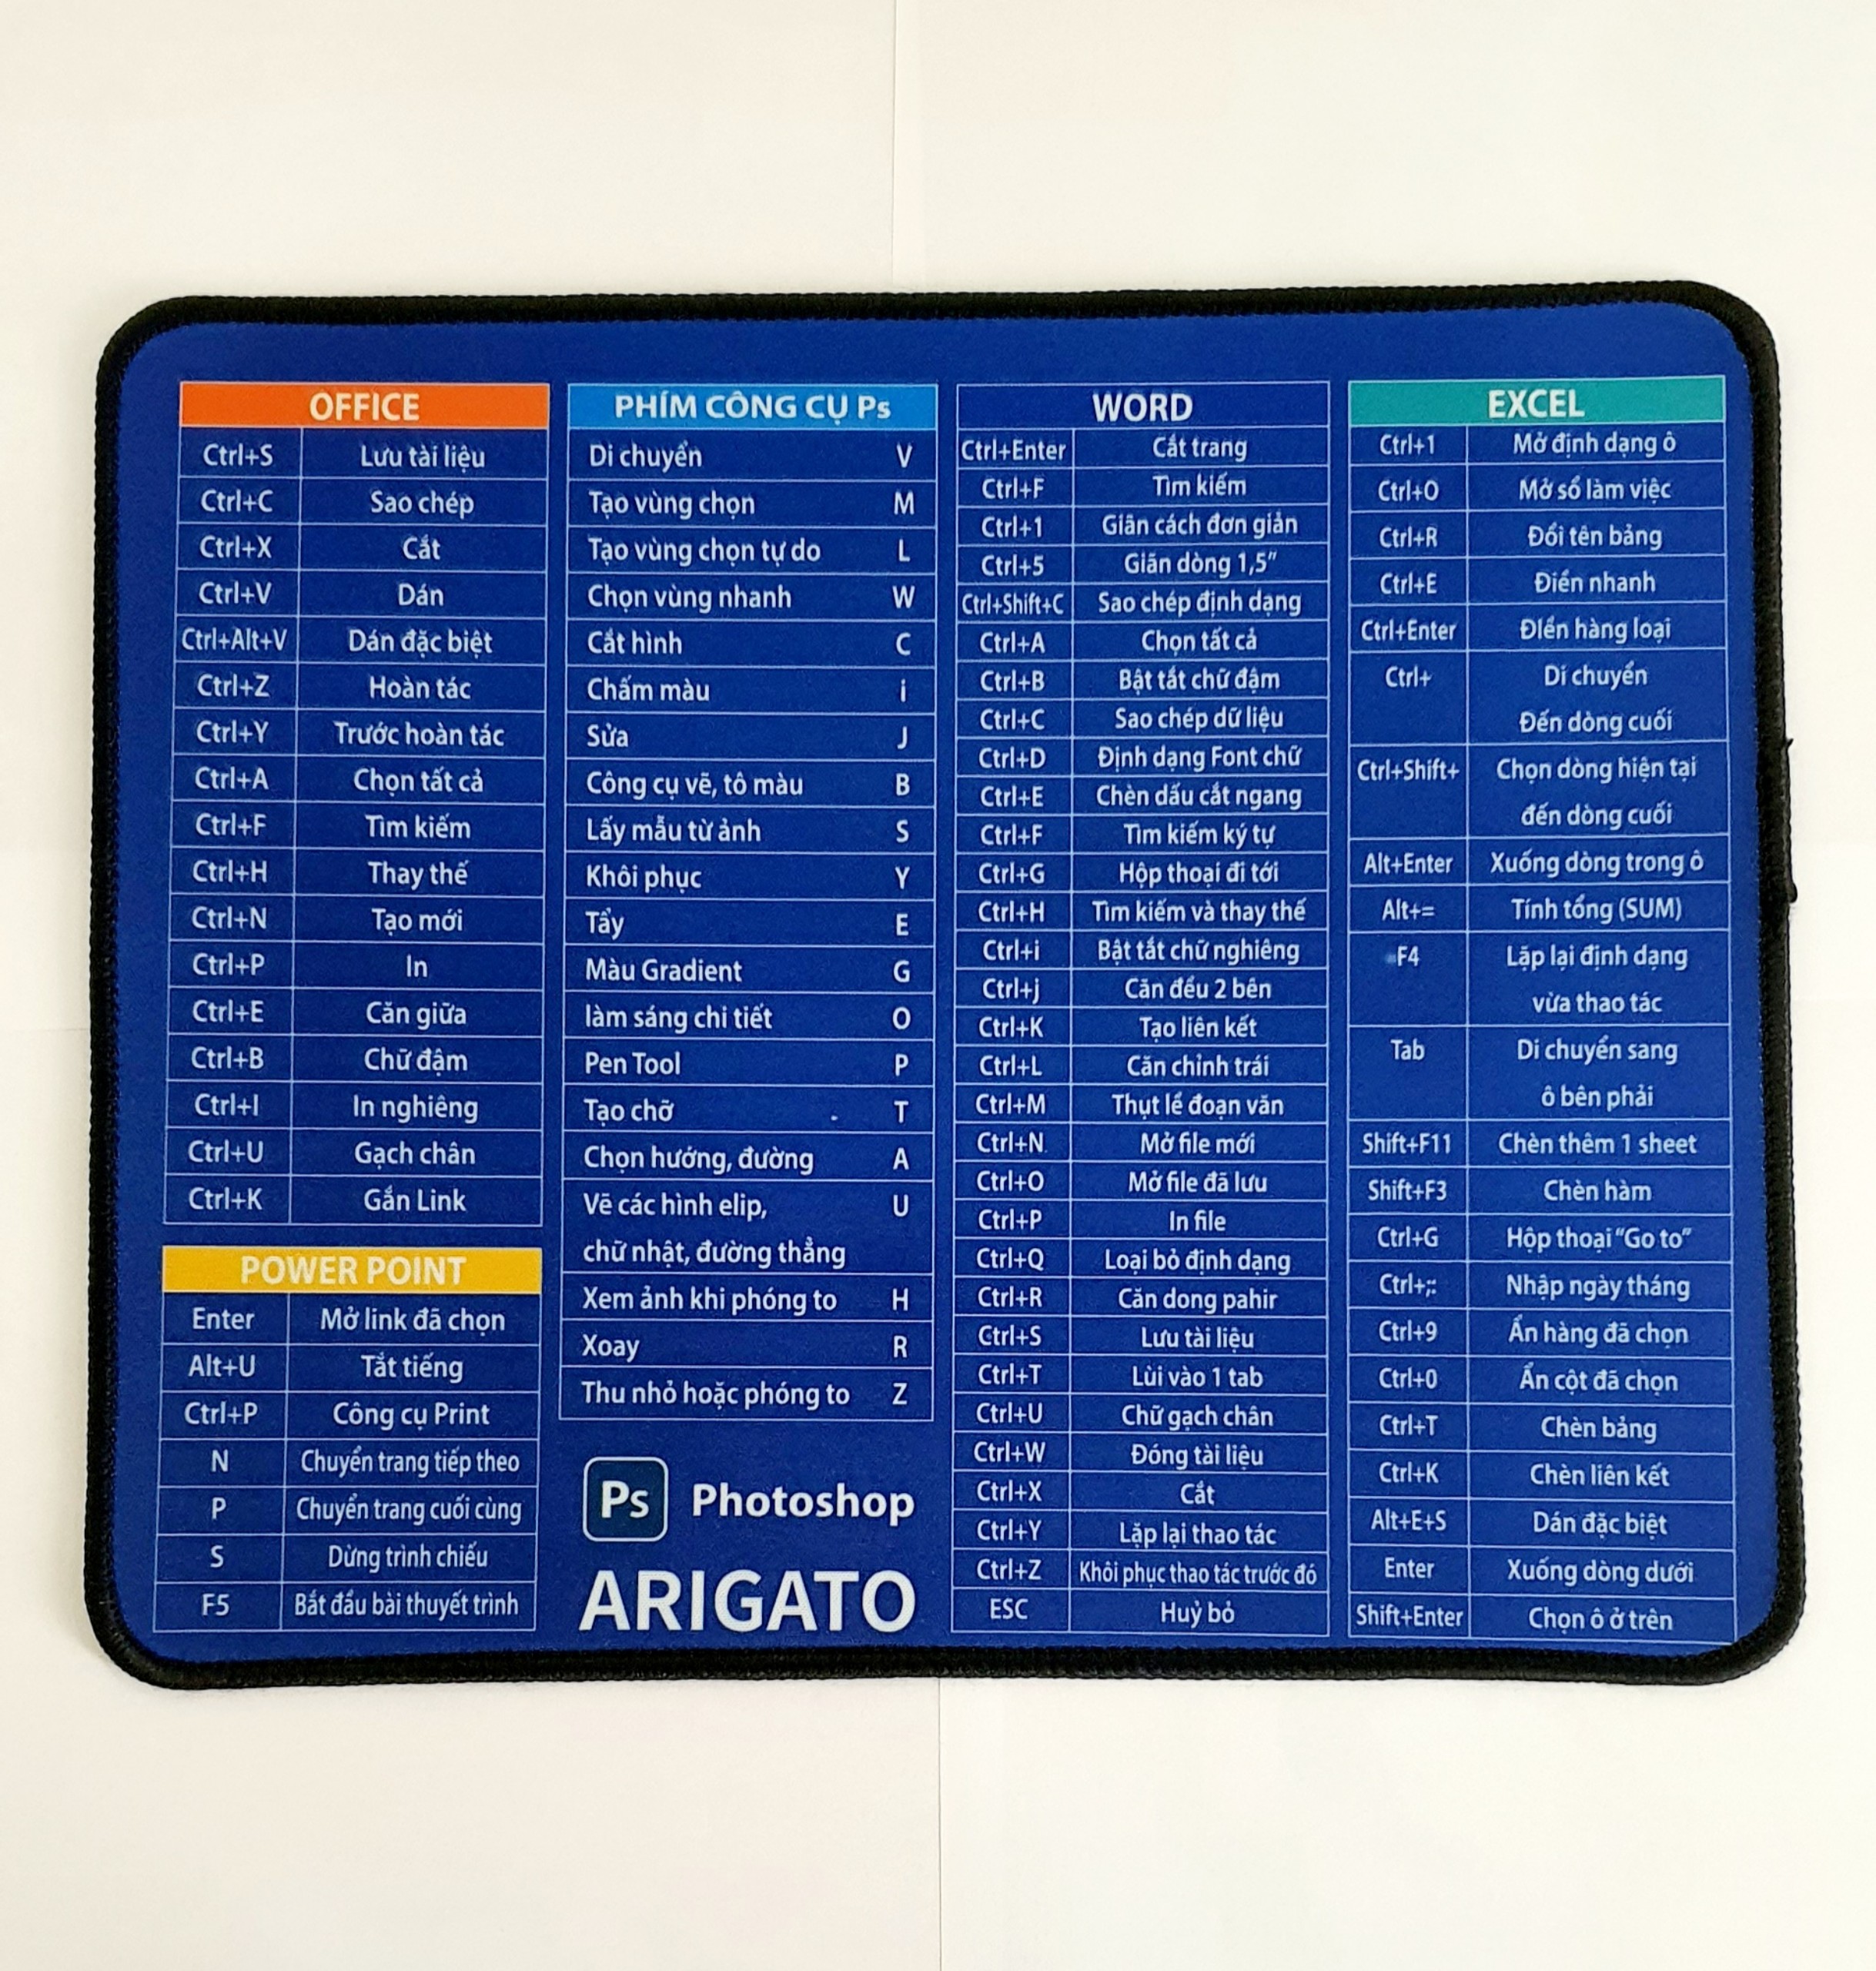 OFFICE
Ctrl+S Lưu tài liệu
Ctrl+C Sao chép
Ctrl+X Cắt
Ctrl+V Dán
Ctrl+Alt+V Dán đặc biệt
Ctrl+Z Hoàn tác
Ctrl+Y Trước hoàn tác
Ctrl+A Chọn tất cả
Ctrl+F Tìm kiếm
Ctrl+H Thay thế
Ctrl+N Tạo mới
Ctrl+P In
Ctrl+E Căn giữa
Ctrl+B Chữ đậm
Ctrl+I In nghiêng
Ctrl+U Gạch chân
Ctrl+K Gắn Link
POWER POINT
Enter Mở link đã chọn
Alt+U Tắt tiếng
Ctrl+P Công cụ Print
N Chuyển trang tiếp theo
P Chuyển trang cuối cùng
S Dừng trình chiếu
F5 Bắt đầu bài thuyết trình
PHÍM CÔNG CỤ Ps
Di chuyển V
Tạo vùng chọn M
Tạo vùng chọn tự do L
Chọn vùng nhanh W
Cắt hình C
Chấm màu i
Sửa J
Công cụ vẽ, tô màu B
Lấy mẫu từ ảnh S
Khôi phục Y
Tẩy E
Màu Gradient G
làm sáng chi tiết O
Pen Tool P
Tạo chỡ T
Chọn hướng, đường A
Vẽ các hình elip, U
chữ nhật, đường thẳng
Xem ảnh khi phóng to H
Xoay R
Thu nhỏ hoặc phóng to Z
Ps Photoshop
ARIGATO
WORD
Ctrl+Enter Cắt trang
Ctrl+F Tìm kiếm
Ctrl+1 Giãn cách đơn giản
Ctrl+5 Giãn dòng 1,5”
Ctrl+Shift+C Sao chép định dạng
Ctrl+A Chọn tất cả
Ctrl+B Bật tắt chữ đậm
Ctrl+C Sao chép dữ liệu
Ctrl+D Định dạng Font chữ
Ctrl+E Chèn dấu cắt ngang
Ctrl+F Tìm kiếm ký tự
Ctrl+G Hộp thoại đi tới
Ctrl+H Tìm kiếm và thay thế
Ctrl+i Bật tắt chữ nghiêng
Ctrl+j Căn đều 2 bên
Ctrl+K Tạo liên kết
Ctrl+L Căn chỉnh trái
Ctrl+M Thụt lề đoạn văn
Ctrl+N Mở file mới
Ctrl+O Mở file đã lưu
Ctrl+P In file
Ctrl+Q Loại bỏ định dạng
Ctrl+R Căn dong pahir
Ctrl+S Lưu tài liệu
Ctrl+T Lùi vào 1 tab
Ctrl+U Chữ gạch chân
Ctrl+W Đóng tài liệu
Ctrl+X Cắt
Ctrl+Y Lặp lại thao tác
Ctrl+Z Khôi phục thao tác trước đó
ESC Huỷ bỏ
EXCEL
Ctrl+1 Mở định dạng ô
Ctrl+O Mở sổ làm việc
Ctrl+R Đổi tên bảng
Ctrl+E Điền nhanh
Ctrl+Enter ĐIền hàng loại
Ctrl+ Di chuyển
Đến dòng cuối
Ctrl+Shift+ Chọn dòng hiện tại
đến dòng cuối
Alt+Enter Xuống dòng trong ô
Alt+= Tính tổng (SUM)
F4 Lặp lại định dạng
vừa thao tác
Tab Di chuyển sang
ô bên phải
Shift+F11 Chèn thêm 1 sheet
Shift+F3 Chèn hàm
Ctrl+G Hộp thoại “Go to”
Ctrl+;: Nhập ngày tháng
Ctrl+9 Ẩn hàng đã chọn
Ctrl+0 Ẩn cột đã chọn
Ctrl+T Chèn bảng
Ctrl+K Chèn liên kết
Alt+E+S Dán đặc biệt
Enter Xuống dòng dưới
Shift+Enter Chọn ô ở trên